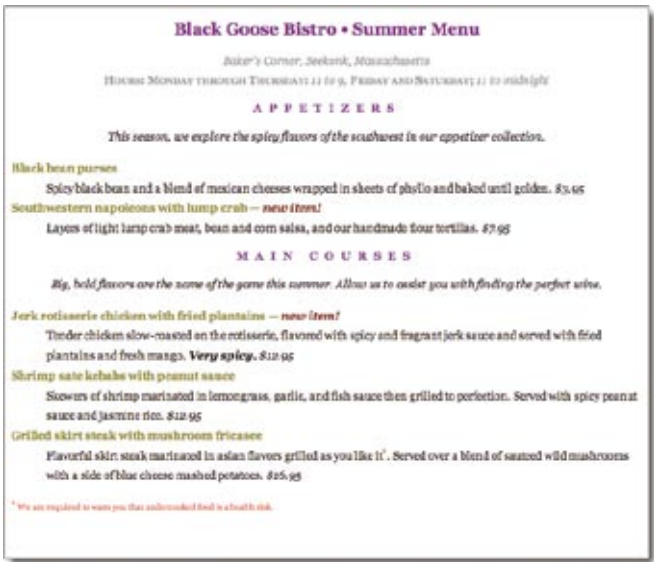 Black Goose Bistro • Summer Menu
Baker's Corner, Seekonk, Massachusetts
Hours: Monday through Thursday: 11 to 9, Friday and Saturday; 11 to midnight
APPETIZERS
This season, we explore the spicy flavors of the southwest in our appetizer collection.
Black bean purses
Spicy black bean and a blend of mexican cheeses wrapped in sheets of phyllo and baked until golden. $3.95
Southwestern napoleons with lump crab — new item!
Layers of light lump crab meat, bean and corn salsa, and our handmade flour tortillas. $7.95
MAIN COURSES
Big, bold flavors are the name of the game this summer. Allow us to assist you with finding the perfect wine.
Jerk rotisserie chicken with fried plantains — new item!
Tender chicken slow-roasted on the rotisserie, flavored with spicy and fragrant jerk sauce and served with fried
plantains and fresh mango. Very spicy. $12.95
Shrimp sate kebabs with peanut sauce
Skewers of shrimp marinated in lemongrass, garlic, and fish sauce then grilled to perfection. Served with spicy peanut
sauce and jasmine rice. $12.95
Grilled skirt steak with mushroom fricasee
Flavorful skirt steak marinated in asian flavors grilled as you like it*. Served over a blend of sauteed wild mushrooms
with a side of blue cheese mashed potatoes. $16.95
* We are required to warn you that undercooked food is a health risk.